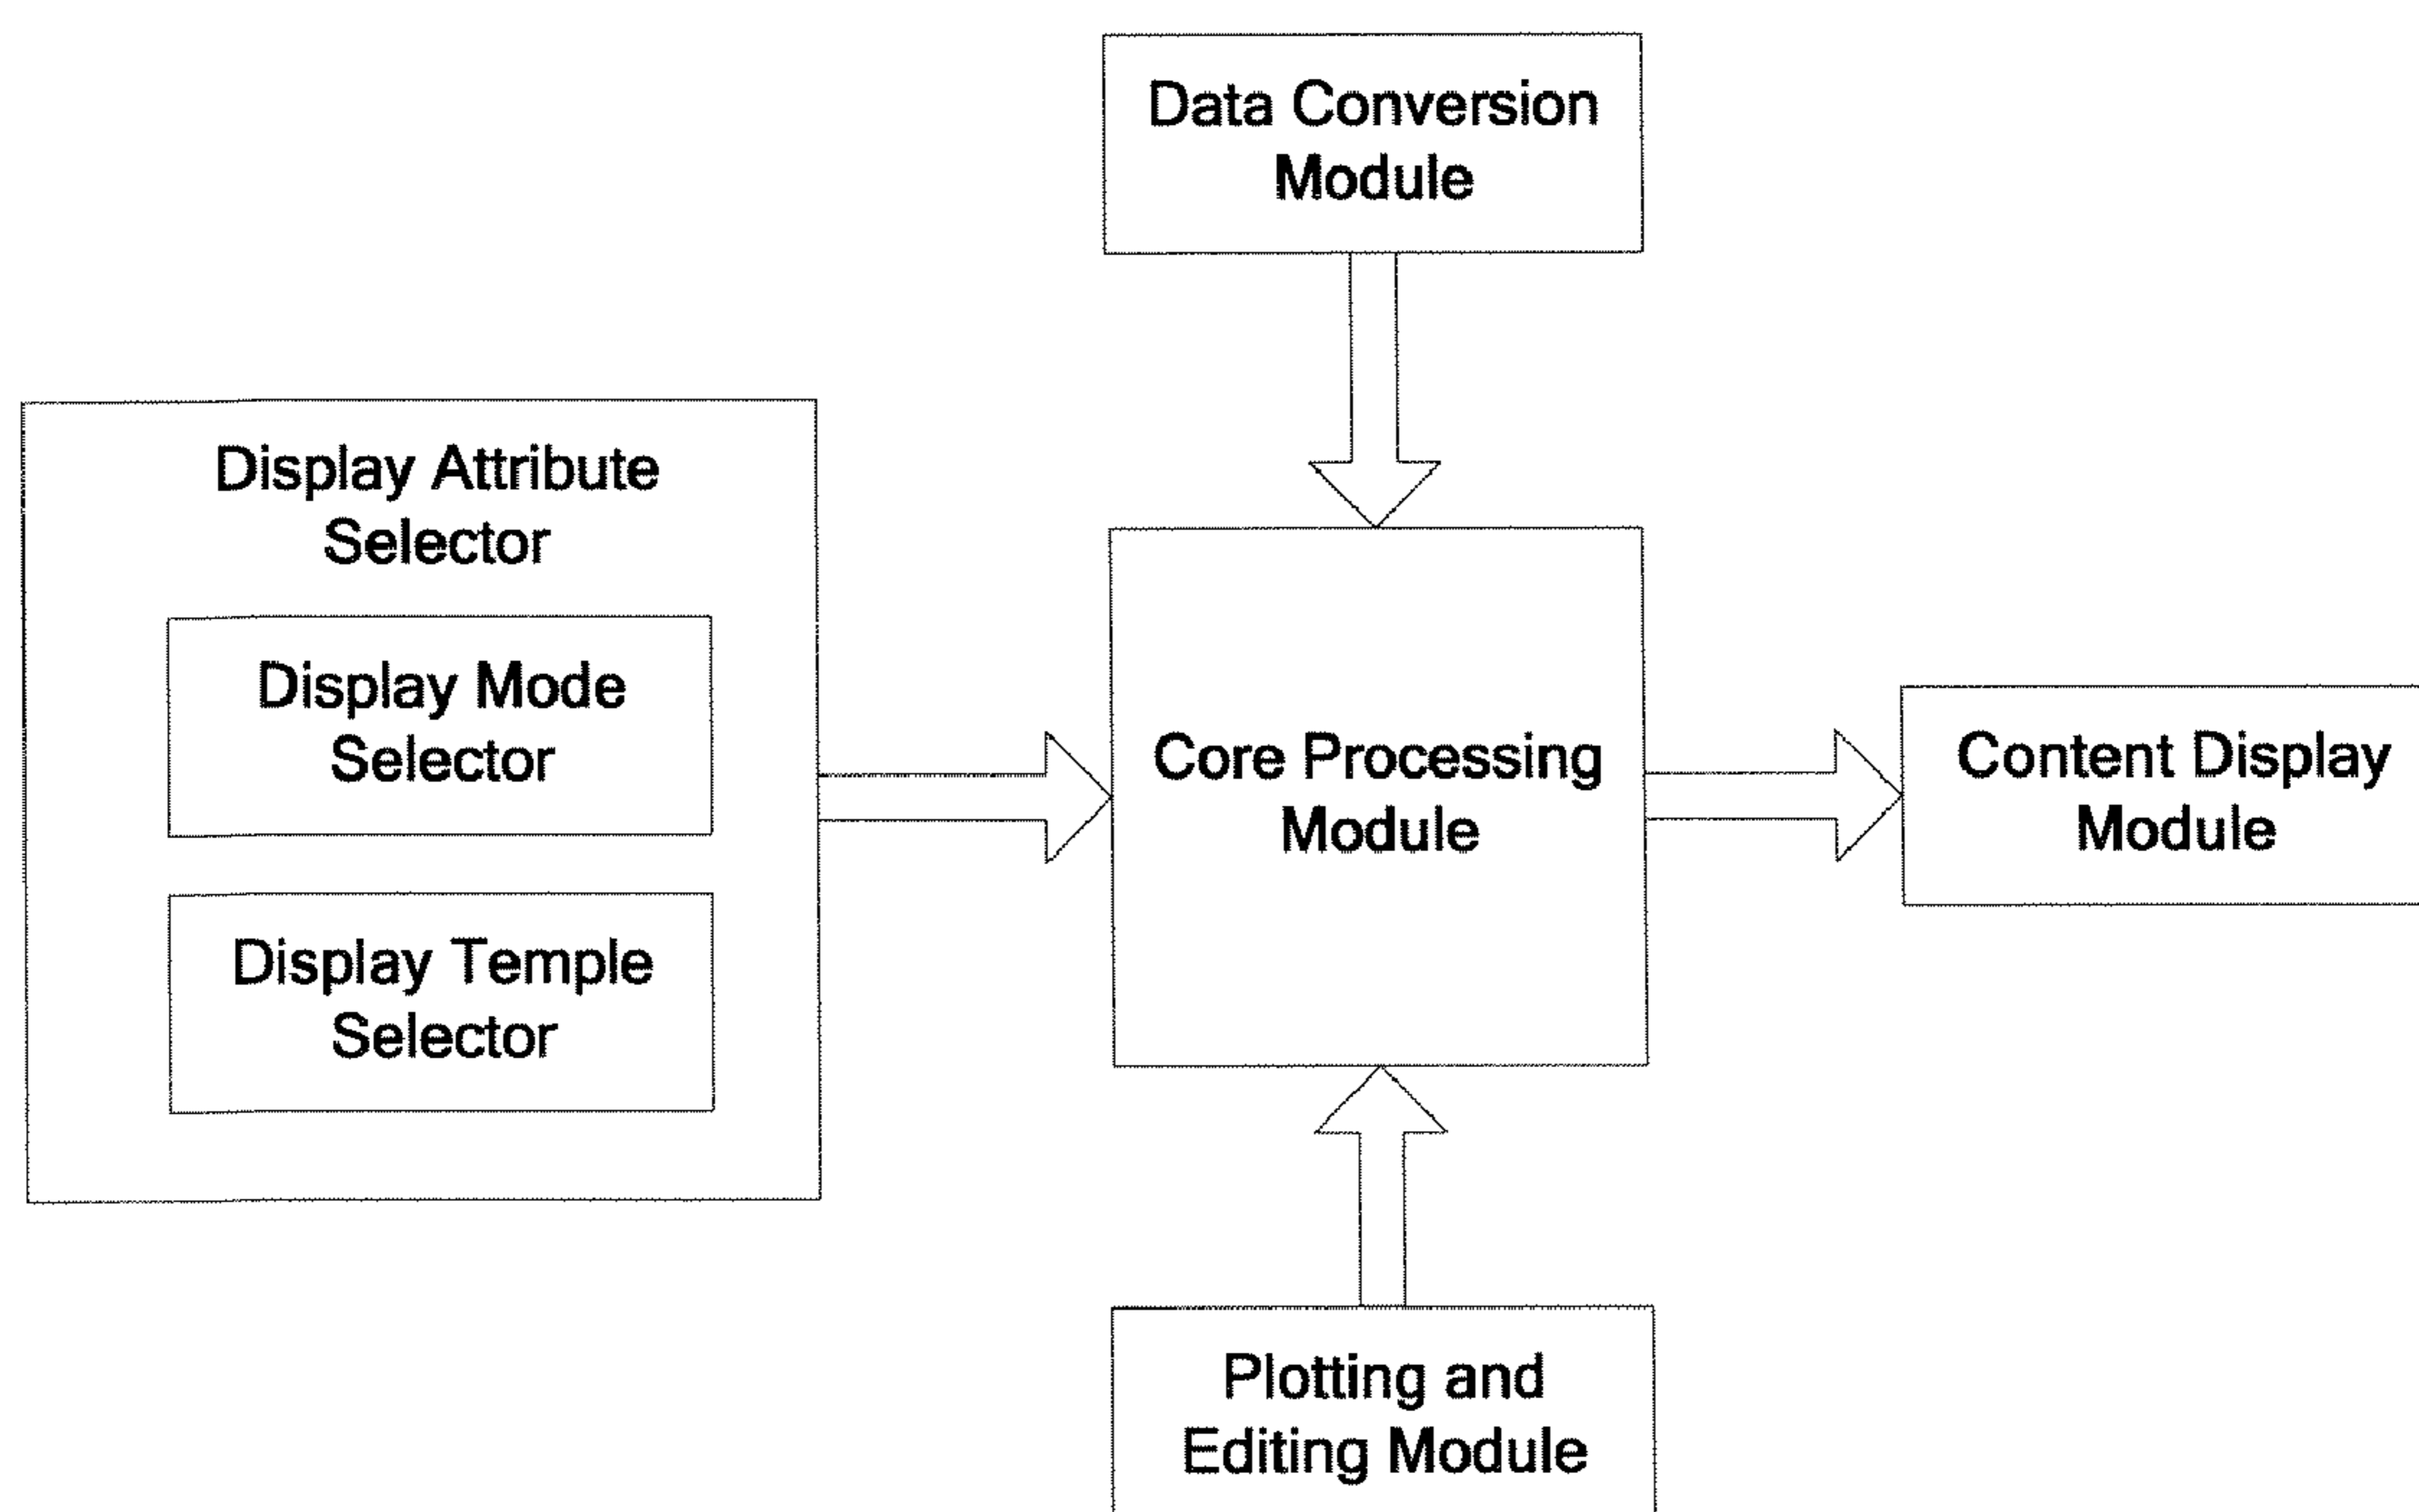 Data Conversion
Module
Display Attribute
Selector
Display Mode
Selector
Display Temple
Selector
Core Processing
Module
Content Display
Module
Plotting and
Editing Module